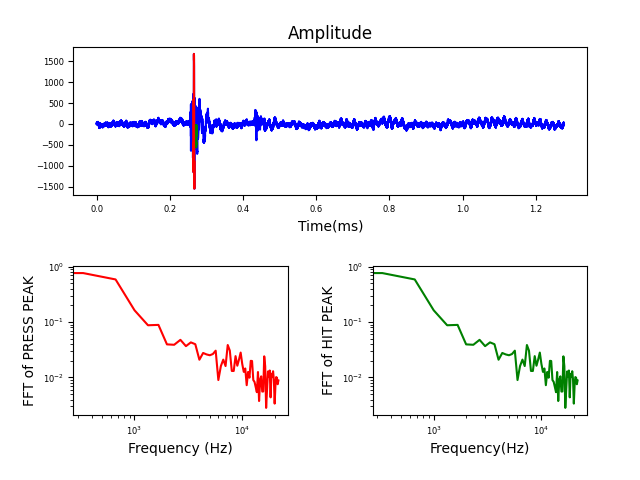 Amplitude
1500
1000
500
0
−500
−1000
−1500
0.0 0.2 0.4 0.6 0.8 1.0 1.2
Time(ms)
FFT of PRESS PEAK
10⁰
10⁻¹
10⁻²
10³ 10⁴
Frequency (Hz)
FFT of HIT PEAK
10⁰
10⁻¹
10⁻²
10³ 10⁴
Frequency(Hz)